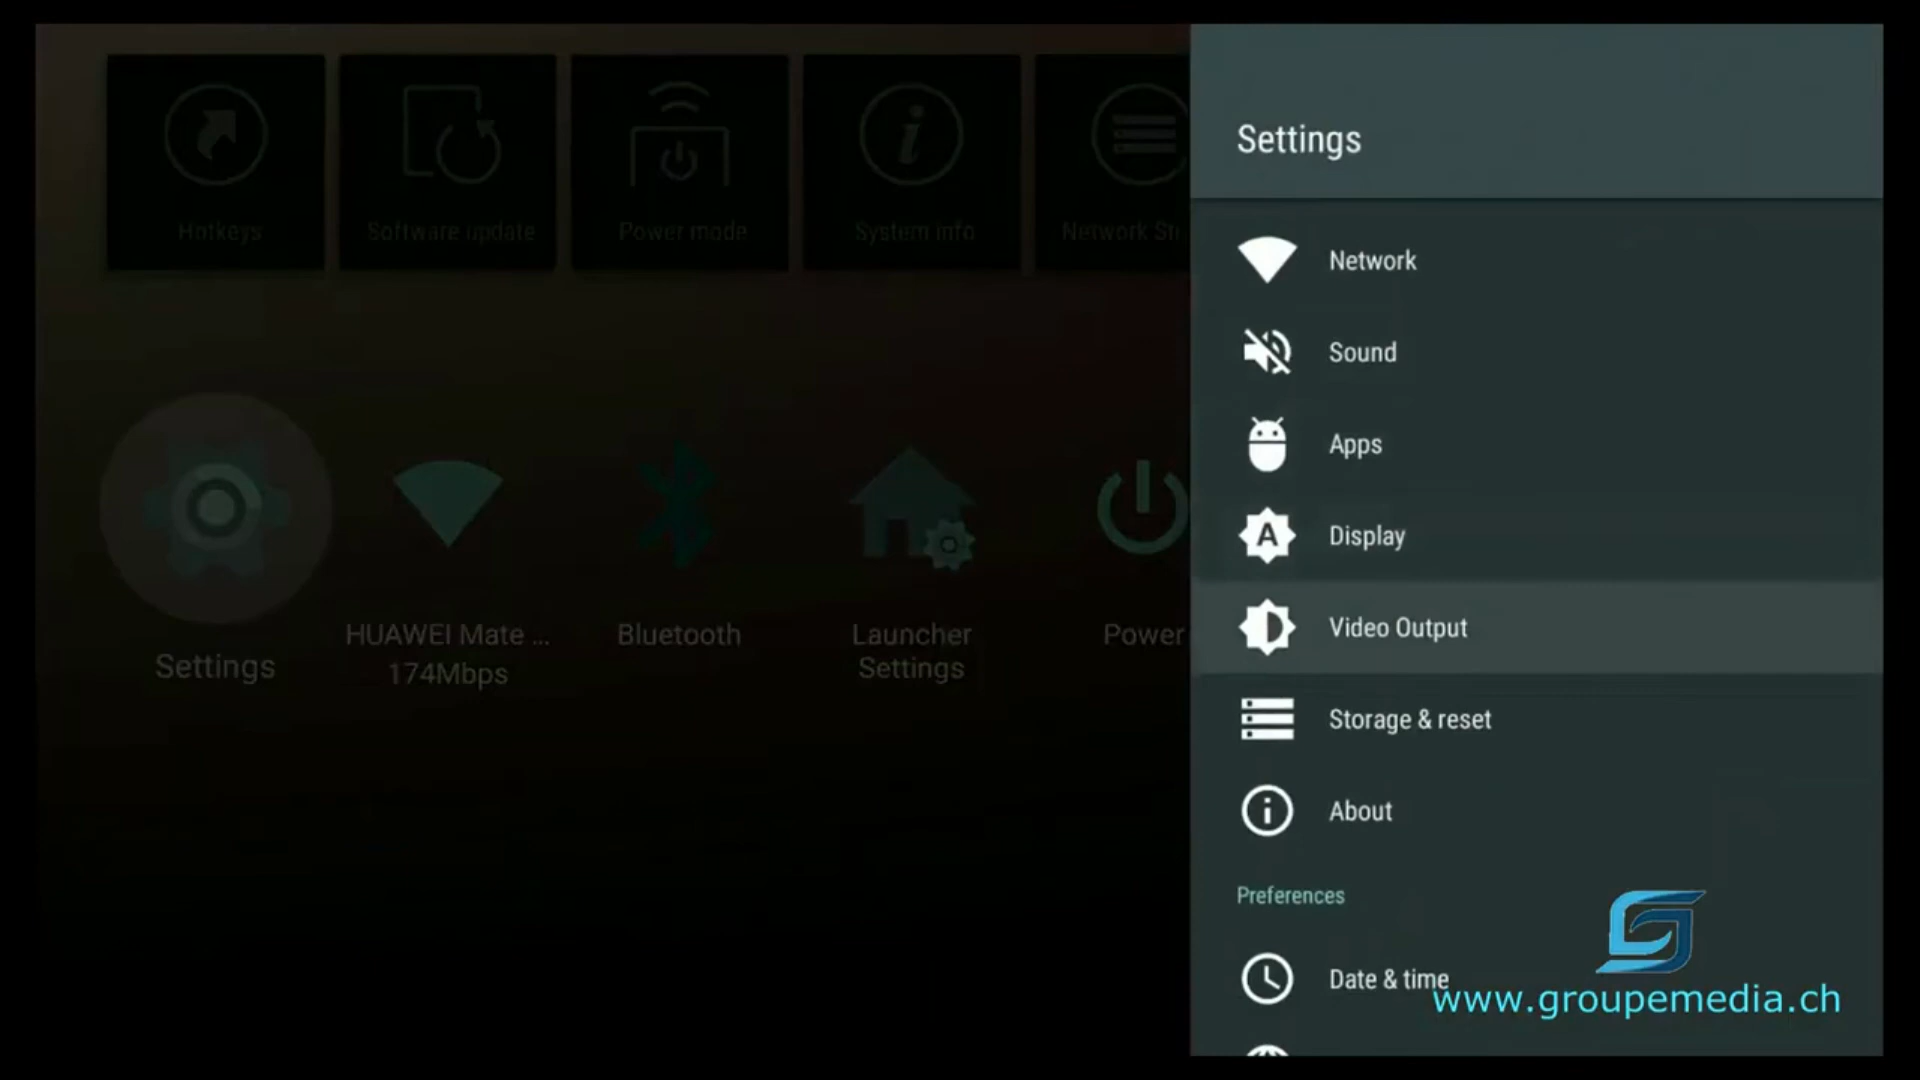 Hotkeys
Software update
Power mode
System info
Network
Settings
HUAWEI Mate ...
174Mbps
Bluetooth
Launcher
Settings
Power
Settings
Network
Sound
Apps
A
Display
Video Output
Storage & reset
About
Preferences
Date & time
www.groupemedia.ch